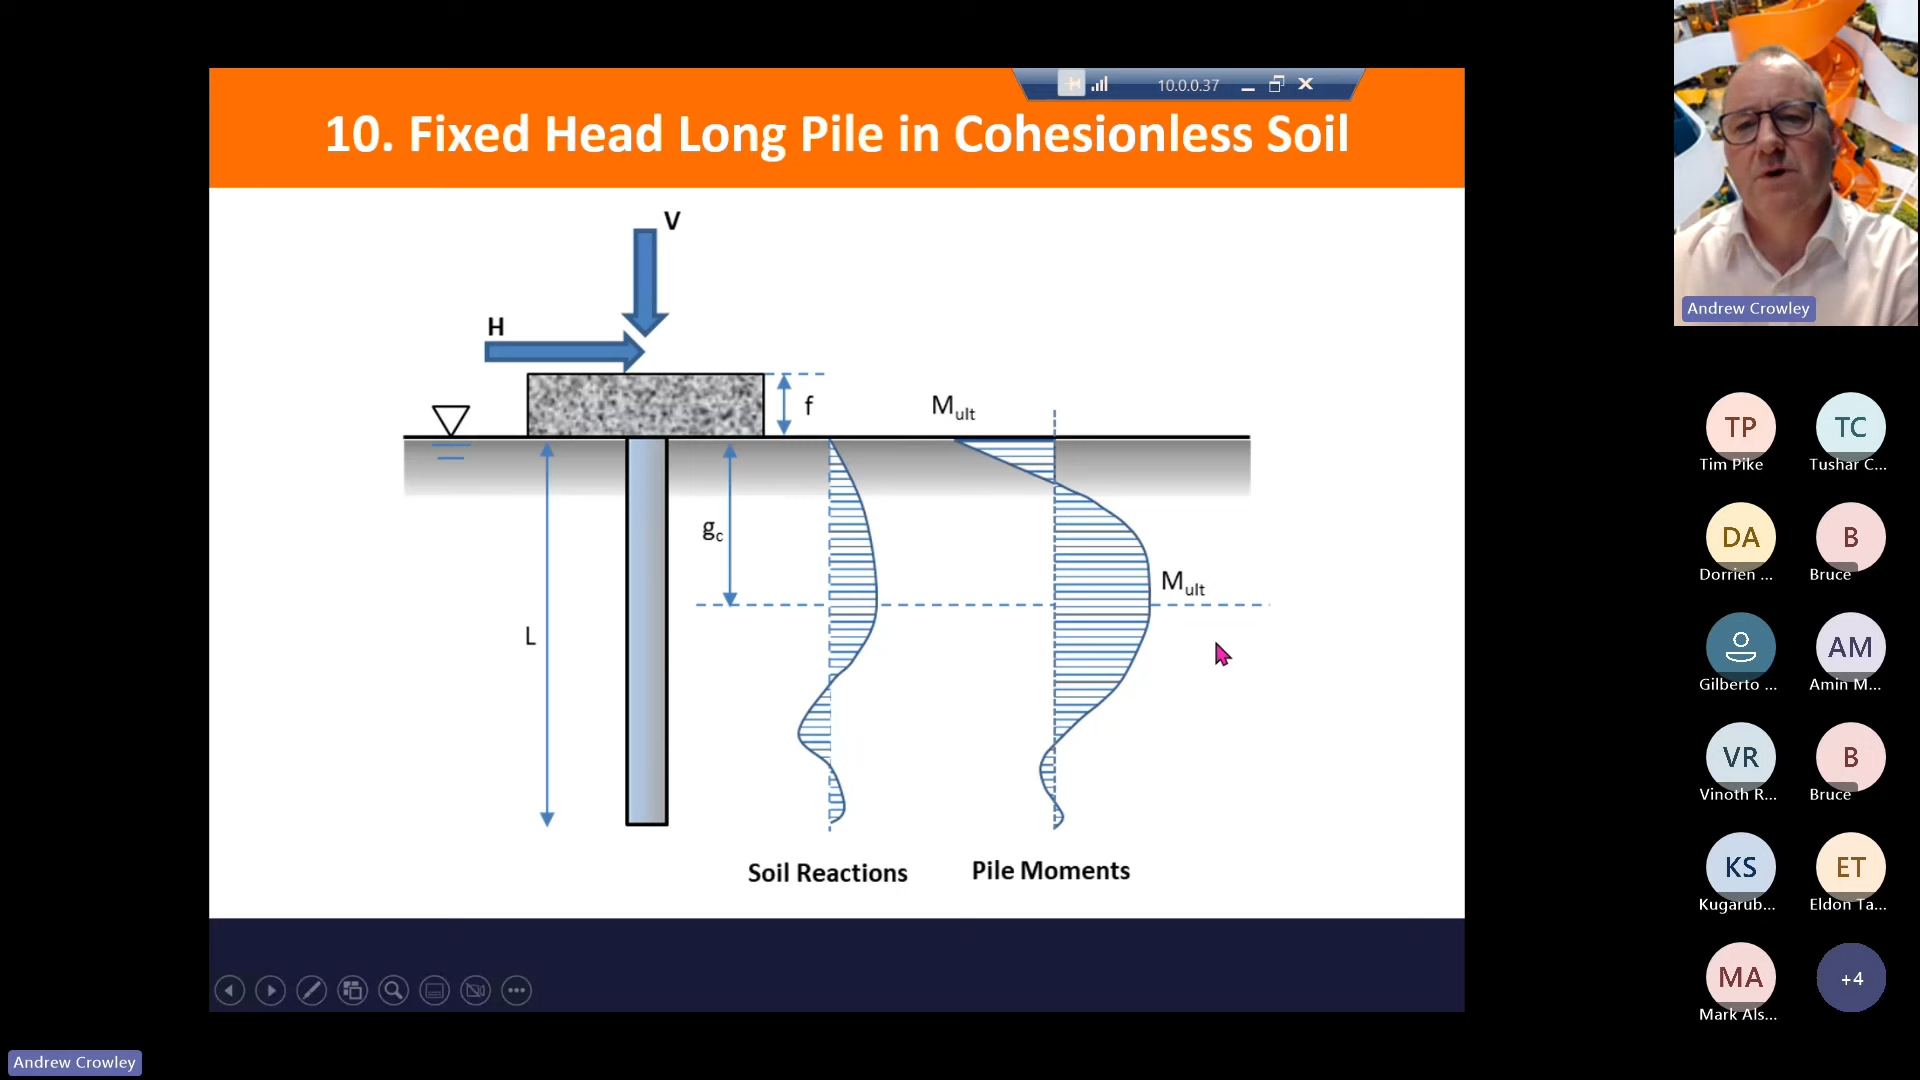 10.0.0.37
10. Fixed Head Long Pile in Cohesionless Soil
V
H
f
Mult
gc
Mult
L
Soil Reactions
Pile Moments
Andrew Crowley
TP
Tim Pike
TC
Tushar C...
DA
Dorrien ...
B
Bruce
Gilberto ...
AM
Amin M...
VR
Vinoth R...
B
Bruce
KS
Kugarub...
ET
Eldon Ta...
MA
Mark Als...
+4
Andrew Crowley